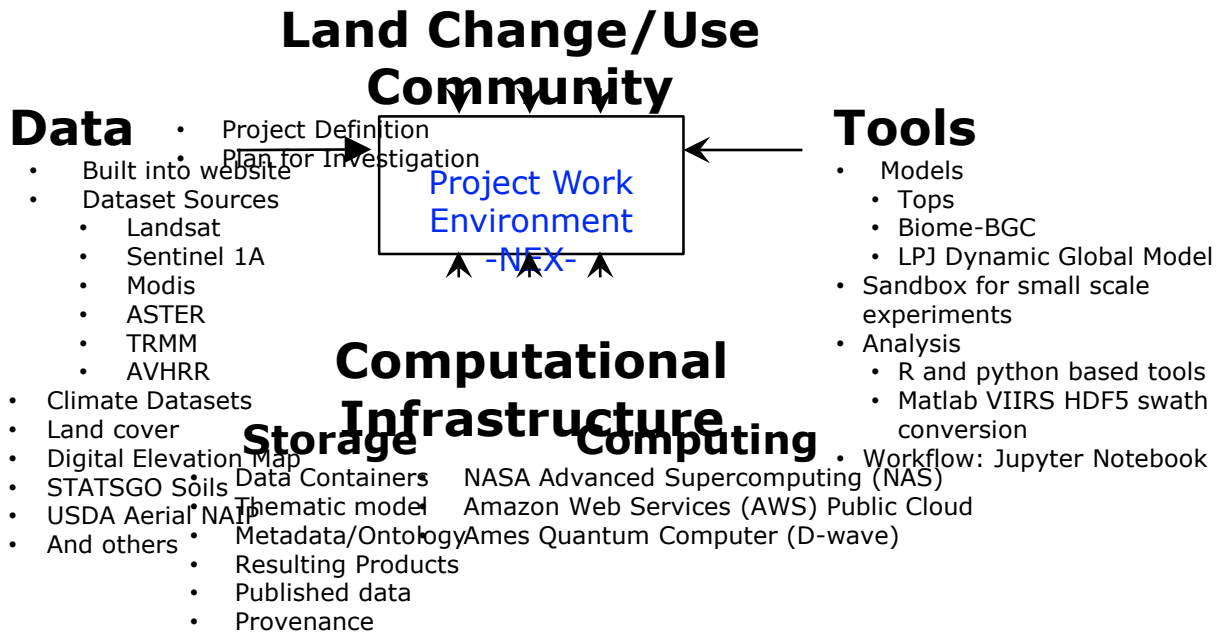 Land Change/Use
Community
• Project Definition
• Plan for Investigation
Data
• Built into website
• Dataset Sources
• Landsat
• Sentinel 1A
• Modis
• ASTER
• TRMM
• AVHRR
• Climate Datasets
• Land cover
• Digital Elevation Map
• STATSGO Soils
• USDA Aerial NAIP
• And others
Project Work
Environment
-NEX-
Tools
• Models
• Tops
• Biome-BGC
• LPJ Dynamic Global Model
• Sandbox for small scale
experiments
• Analysis
• R and python based tools
• Matlab VIIRS HDF5 swath
conversion
• Workflow: Jupyter Notebook
Computational
Infrastructure
Storage
• Data Containers
• Thematic model
• Metadata/Ontology
• Resulting Products
• Published data
• Provenance
Computing
• NASA Advanced Supercomputing (NAS)
• Amazon Web Services (AWS) Public Cloud
• Ames Quantum Computer (D-wave)